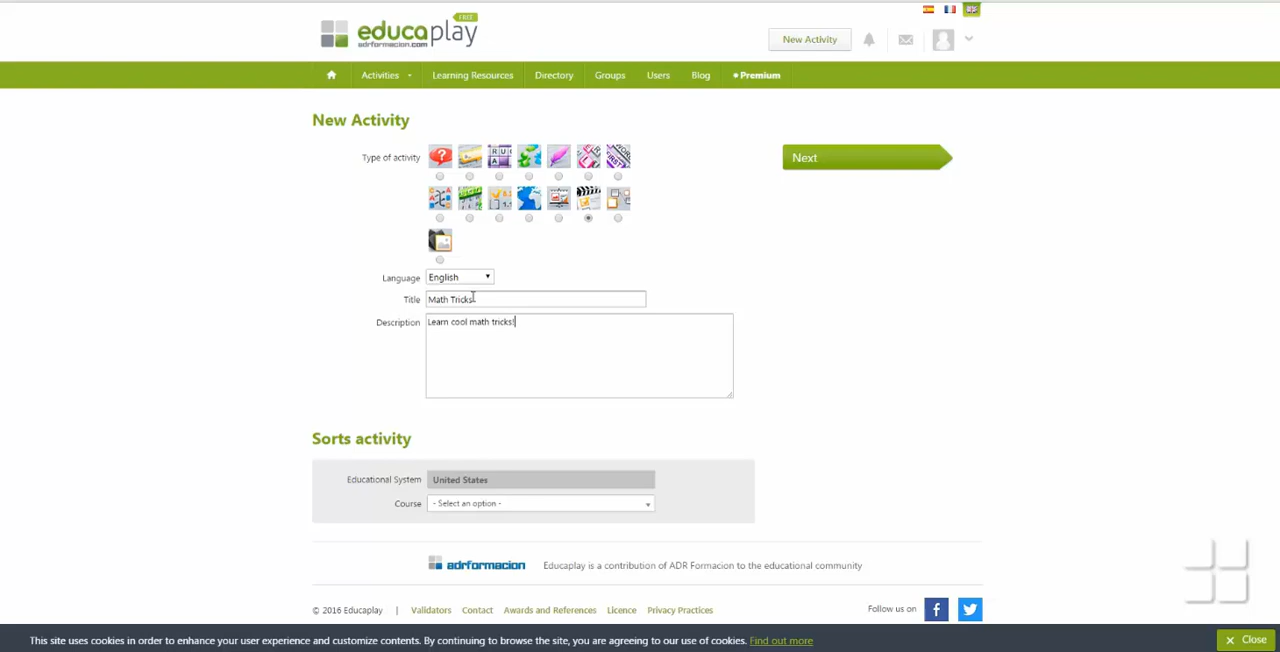 FREE
educaplay
adrformacion.com
New Activity
Activities
Learning Resources
Directory
Groups
Users
Blog
Premium
New Activity
Type of activity
Next
Language English
Title Math Tricks
Description Learn cool math tricks!
Sorts activity
Educational System United States
Course - Select an option -
adrformacion Educaplay is a contribution of ADR Formacion to the educational community
© 2016 Educaplay | Validators Contact Awards and References Licence Privacy Practices Follow us on
This site uses cookies in order to enhance your user experience and customize contents. By continuing to browse the site, you are agreeing to our use of cookies. Find out more
× Close